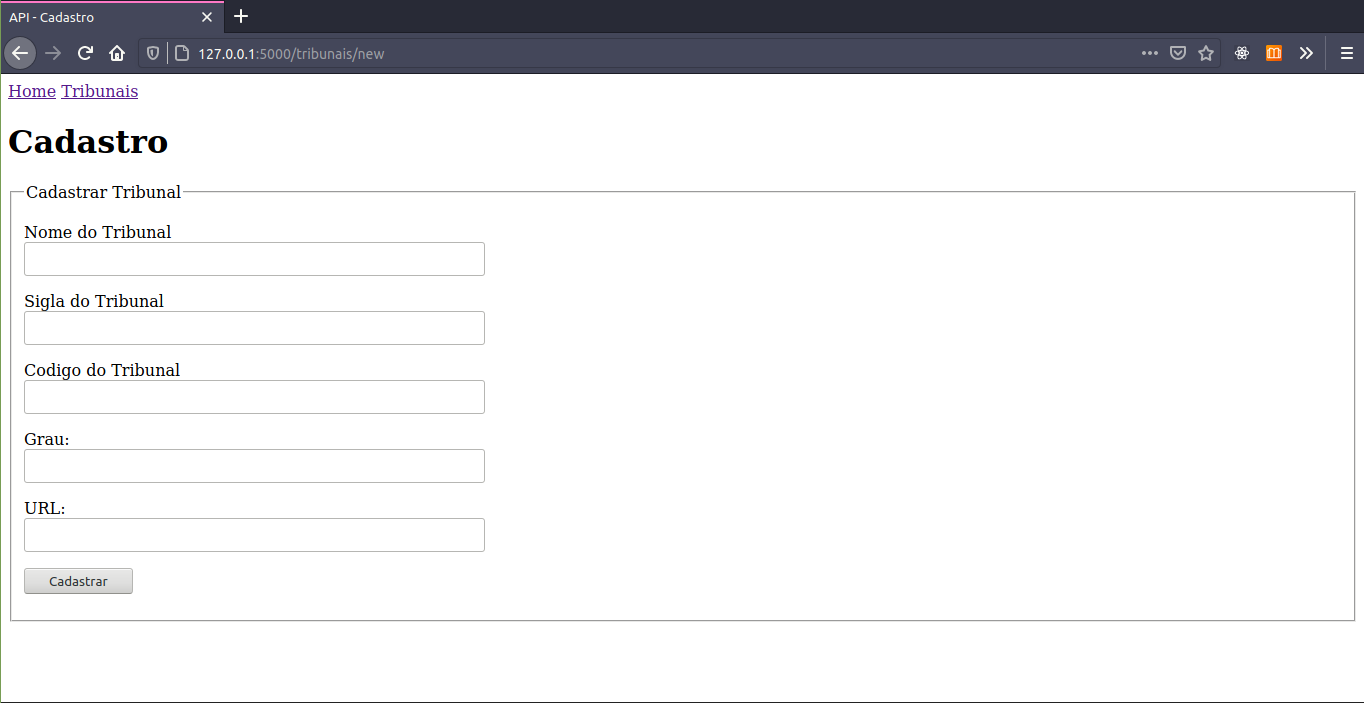 API - Cadastro
127.0.0.1:5000/tribunais/new
Home Tribunais
Cadastro
Cadastrar Tribunal
Nome do Tribunal
Sigla do Tribunal
Codigo do Tribunal
Grau:
URL:
Cadastrar